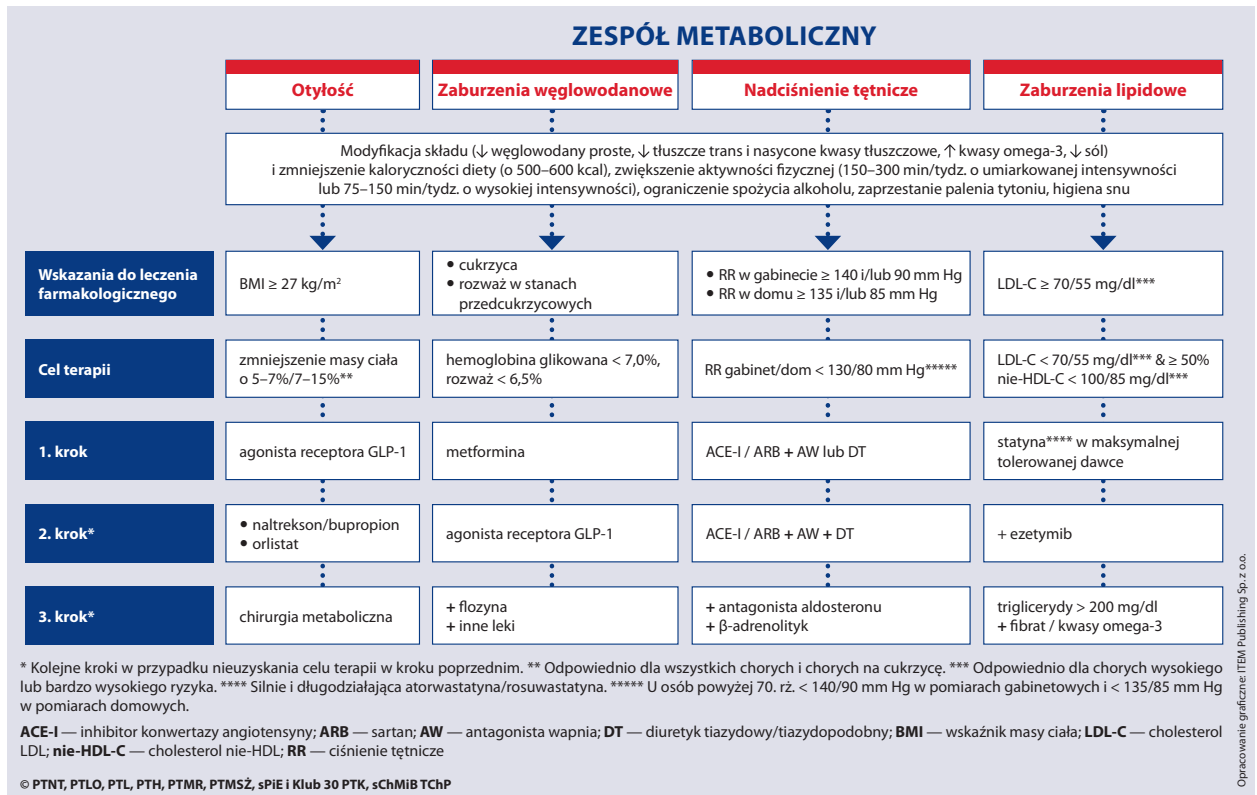 ZESPÓŁ METABOLICZNY
Otyłość
Zaburzenia węglowodanowe
Nadciśnienie tętnicze
Zaburzenia lipidowe
Modyfikacja składu (↓ węglowodany proste, ↓ tłuszcze trans i nasycone kwasy tłuszczowe, ↑ kwasy omega-3, ↓ sól)
i zmniejszenie kaloryczności diety (o 500–600 kcal), zwiększenie aktywności fizycznej (150–300 min/tydz. o umiarkowanej intensywności
lub 75–150 min/tydz. o wysokiej intensywności), ograniczenie spożycia alkoholu, zaprzestanie palenia tytoniu, higiena snu
Wskazania do leczenia
farmakologicznego
BMI ≥ 27 kg/m²
• cukrzyca
• rozważ w stanach
przedcukrzycowych
• RR w gabinecie ≥ 140 i/lub 90 mm Hg
• RR w domu ≥ 135 i/lub 85 mm Hg
LDL-C ≥ 70/55 mg/dl***
Cel terapii
zmniejszenie masy ciała
o 5–7%/7–15%**
hemoglobina glikowana < 7,0%,
rozważ < 6,5%
RR gabinet/dom < 130/80 mm Hg*****
LDL-C < 70/55 mg/dl*** & ≥ 50%
nie-HDL-C < 100/85 mg/dl***
1. krok
agonista receptora GLP-1
metformina
ACE-I / ARB + AW lub DT
statyna**** w maksymalnej
tolerowanej dawce
2. krok*
• naltrekson/bupropion
• orlistat
agonista receptora GLP-1
ACE-I / ARB + AW + DT
+ ezetymib
3. krok*
chirurgia metaboliczna
+ flozyna
+ inne leki
+ antagonista aldosteronu
+ β-adrenolityk
triglicerydy > 200 mg/dl
+ fibrat / kwasy omega-3
* Kolejne kroki w przypadku nieuzyskania celu terapii w kroku poprzednim. ** Odpowiednio dla wszystkich chorych i chorych na cukrzycę. *** Odpowiednio dla chorych wysokiego
lub bardzo wysokiego ryzyka. **** Silnie i długodziałająca atorwastatyna/rosuwastatyna. ***** U osób powyżej 70. rż. < 140/90 mm Hg w pomiarach gabinetowych i < 135/85 mm Hg
w pomiarach domowych.
ACE-I — inhibitor konwertazy angiotensyny; ARB — sartan; AW — antagonista wapnia; DT — diuretyk tiazydowy/tiazydopodobny; BMI — wskaźnik masy ciała; LDL-C — cholesterol
LDL; nie-HDL-C — cholesterol nie-HDL; RR — ciśnienie tętnicze
© PTNT, PTLO, PTL, PTH, PTMR, PTMSŻ, sPiE i Klub 30 PTK, sChMiB TChP
Opracowanie graficzne: ITEM Publishing Sp. z o.o.